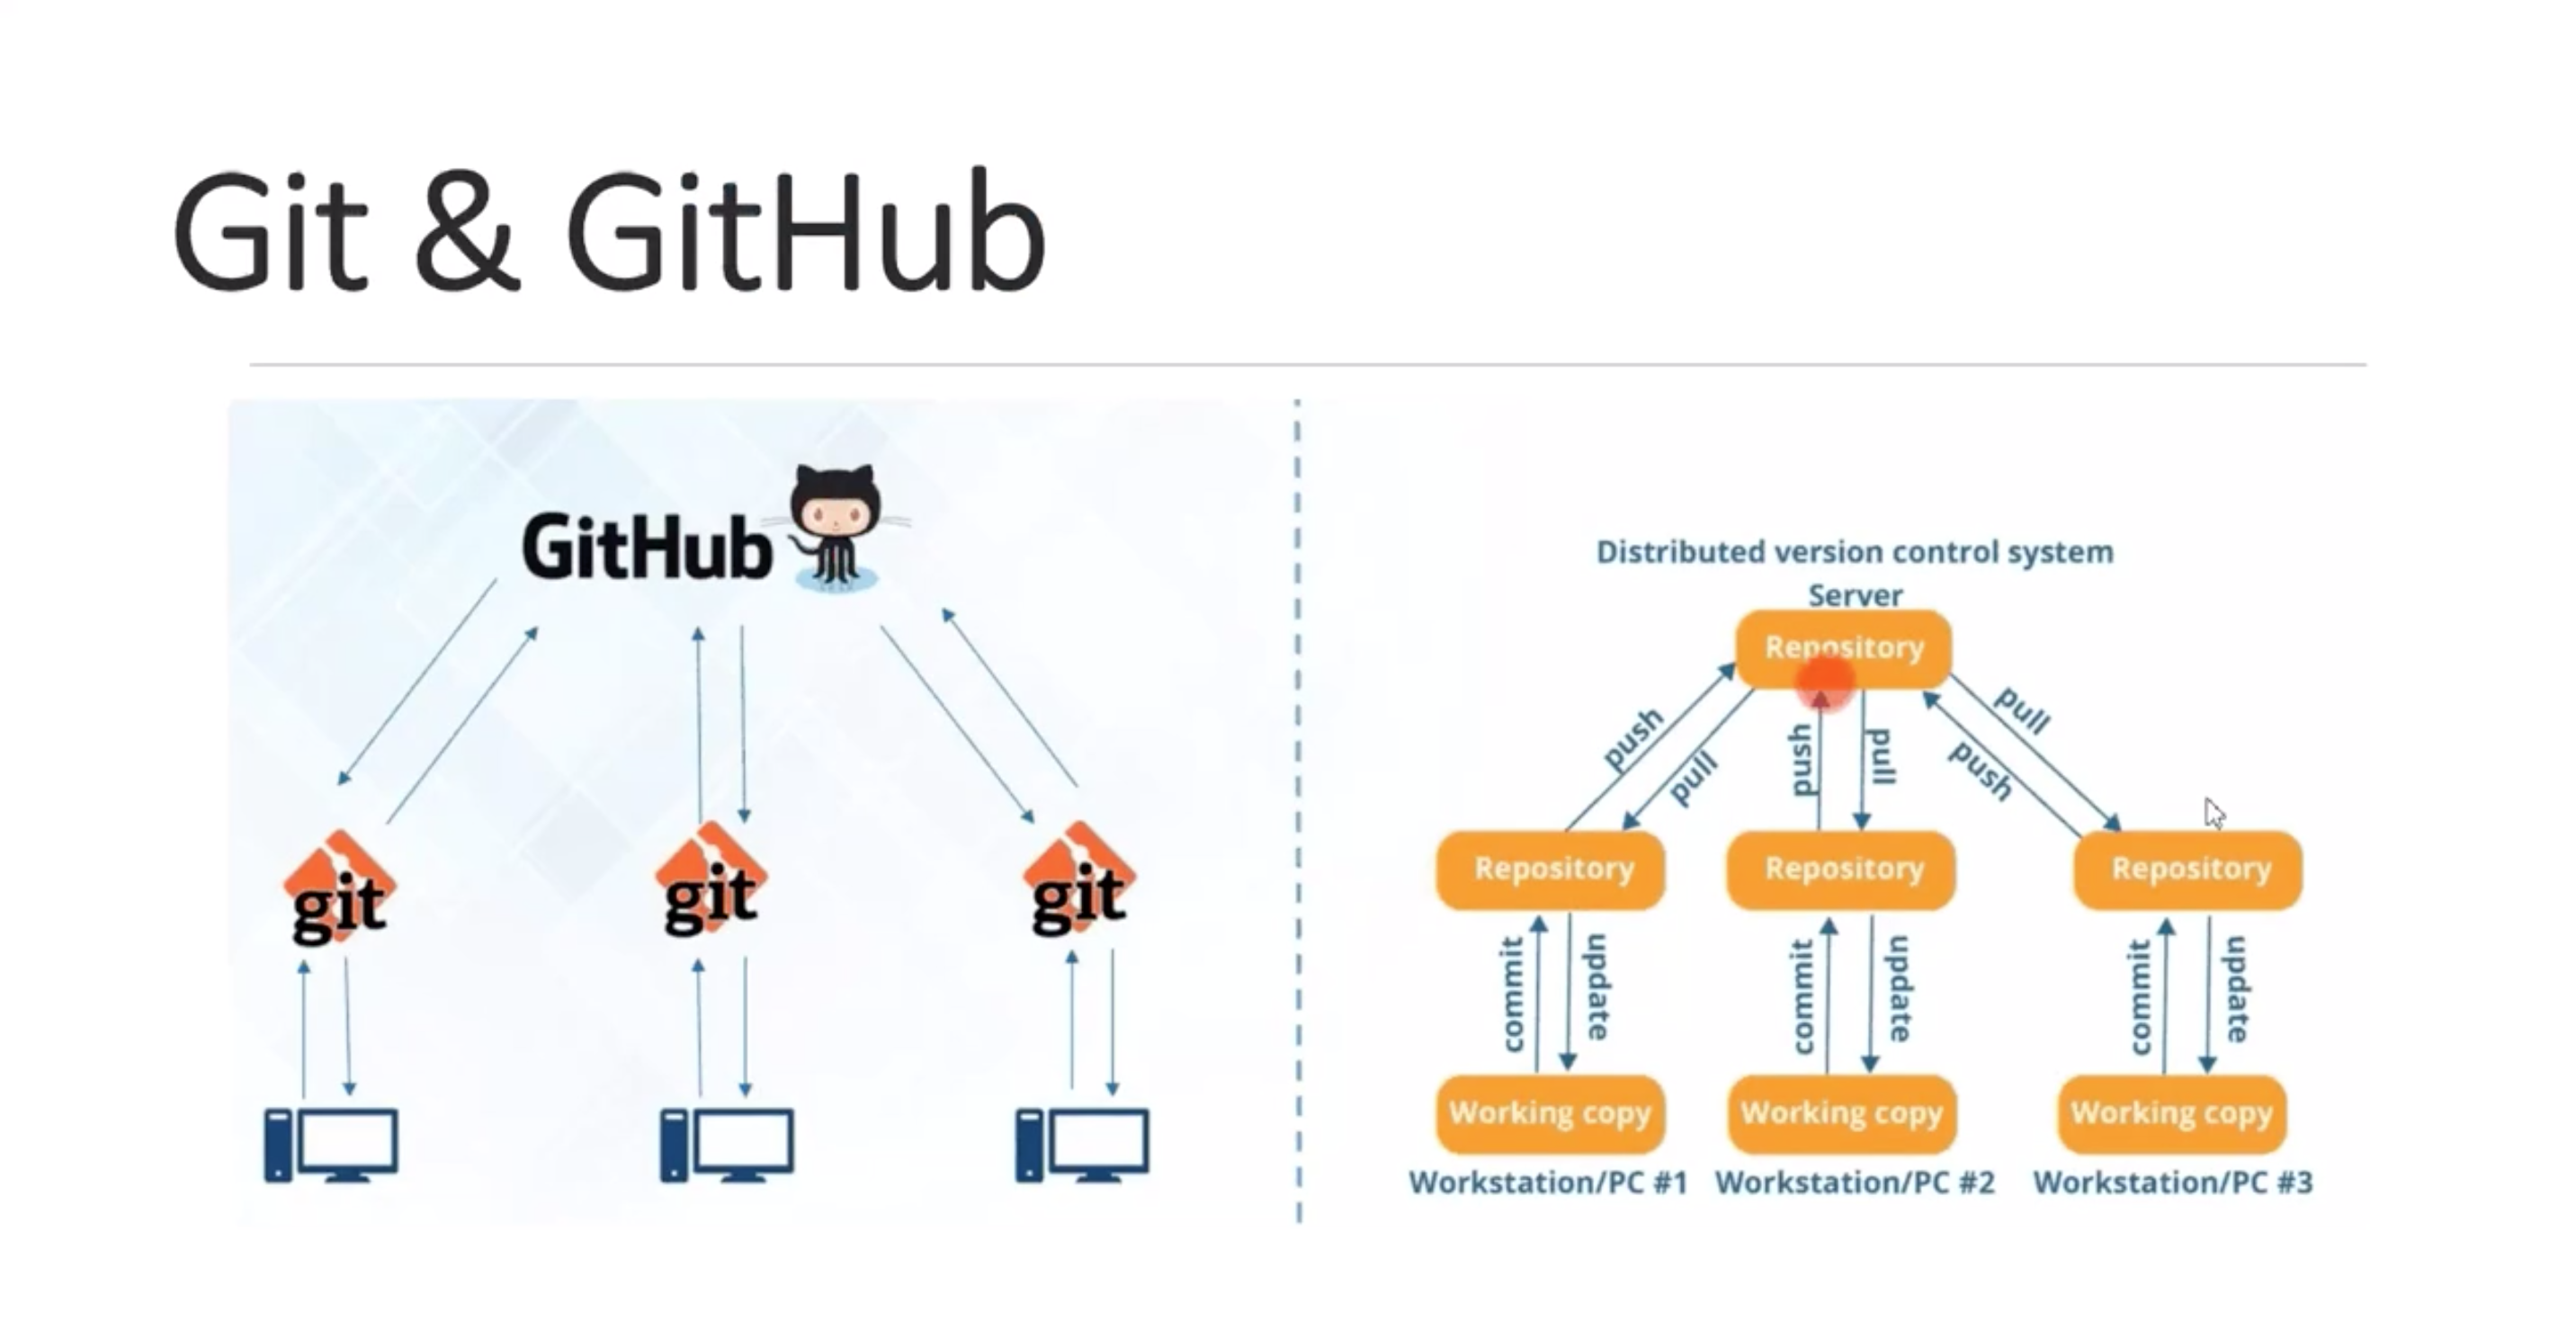 Git & GitHub
GitHub
git
git
git
Distributed version control system
Server
Repository
push
pull
push
pull
push
pull
Repository
Repository
Repository
commit
update
commit
update
commit
update
Working copy
Working copy
Working copy
Workstation/PC #1
Workstation/PC #2
Workstation/PC #3